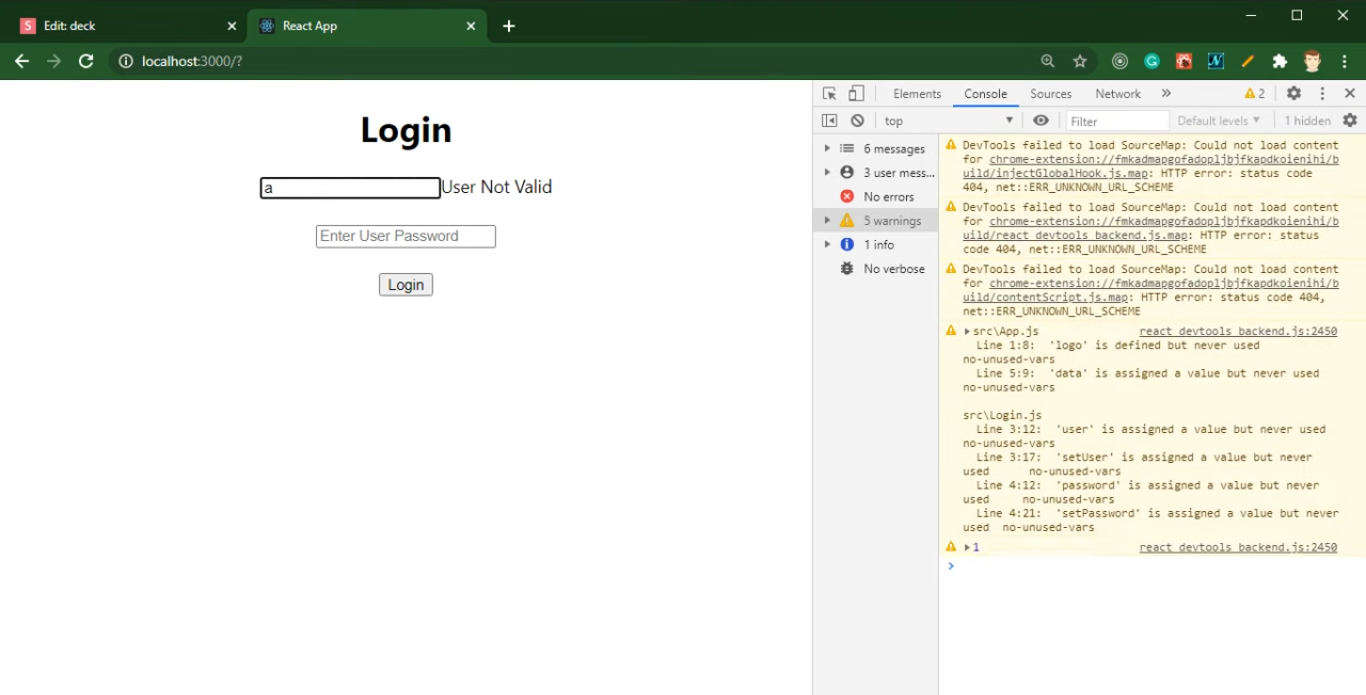 S Edit: deck
React App
localhost:3000/?
Login
a User Not Valid
Enter User Password
Login
Elements Console Sources Network » 2
top Filter Default levels ▼ 1 hidden
6 messages
3 user mess...
No errors
5 warnings
1 info
No verbose
DevTools failed to load SourceMap: Could not load content
for chrome-extension://fmkadmapgofadopljbjfkapdkoienihi/b
uild/injectGlobalHook.js.map: HTTP error: status code
404, net::ERR_UNKNOWN_URL_SCHEME
DevTools failed to load SourceMap: Could not load content
for chrome-extension://fmkadmapgofadopljbjfkapdkoienihi/b
uild/react_devtools_backend.js.map: HTTP error: status
code 404, net::ERR_UNKNOWN_URL_SCHEME
DevTools failed to load SourceMap: Could not load content
for chrome-extension://fmkadmapgofadopljbjfkapdkoienihi/b
uild/contentScript.js.map: HTTP error: status code 404,
net::ERR_UNKNOWN_URL_SCHEME
src\App.js react_devtools_backend.js:2450
Line 1:8: 'logo' is defined but never used
no-unused-vars
Line 5:9: 'data' is assigned a value but never used
no-unused-vars
src\Login.js
Line 3:12: 'user' is assigned a value but never used
no-unused-vars
Line 3:17: 'setUser' is assigned a value but never
used no-unused-vars
Line 4:12: 'password' is assigned a value but never
used no-unused-vars
Line 4:21: 'setPassword' is assigned a value but never
used no-unused-vars
1 react_devtools_backend.js:2450